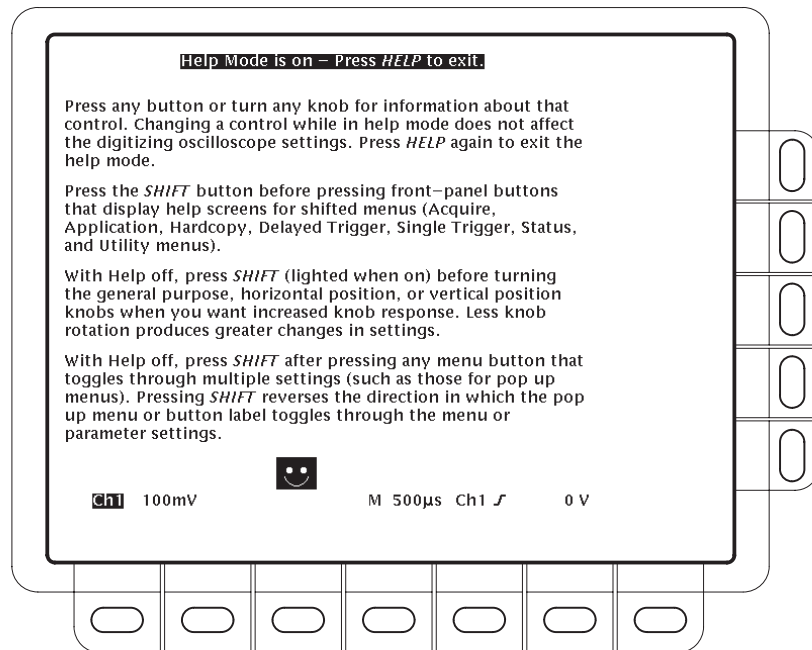 Help Mode is on – Press HELP to exit.
Press any button or turn any knob for information about that
control. Changing a control while in help mode does not affect
the digitizing oscilloscope settings. Press HELP again to exit the
help mode.
Press the SHIFT button before pressing front–panel buttons
that display help screens for shifted menus (Acquire,
Application, Hardcopy, Delayed Trigger, Single Trigger, Status,
and Utility menus).
With Help off, press SHIFT (lighted when on) before turning
the general purpose, horizontal position, or vertical position
knobs when you want increased knob response. Less knob
rotation produces greater changes in settings.
With Help off, press SHIFT after pressing any menu button that
toggles through multiple settings (such as those for pop up
menus). Pressing SHIFT reverses the direction in which the pop
up menu or button label toggles through the menu or
parameter settings.
Ch1 100mV M 500µs Ch1 0 V